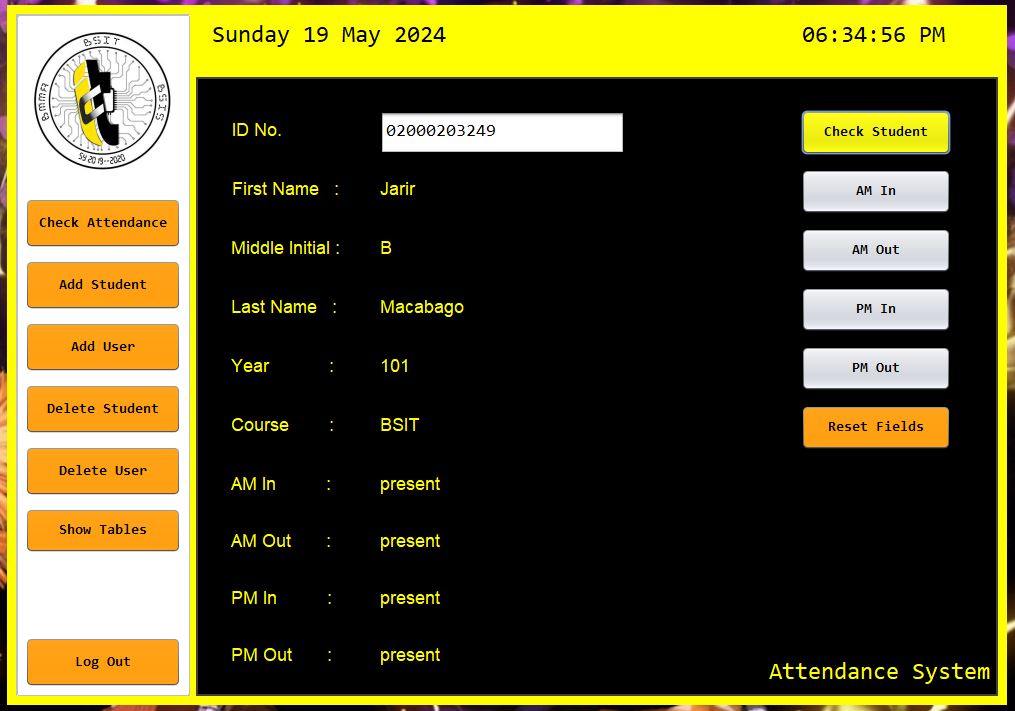 BSIT
BMMA
BSIS
SY 2019--2020
Check Attendance
Add Student
Add User
Delete Student
Delete User
Show Tables
Log Out
Sunday 19 May 2024 06:34:56 PM
ID No. 02000203249 Check Student
First Name : Jarir AM In
Middle Initial : B AM Out
Last Name : Macabago PM In
Year : 101 PM Out
Course : BSIT Reset Fields
AM In : present
AM Out : present
PM In : present
PM Out : present
Attendance System